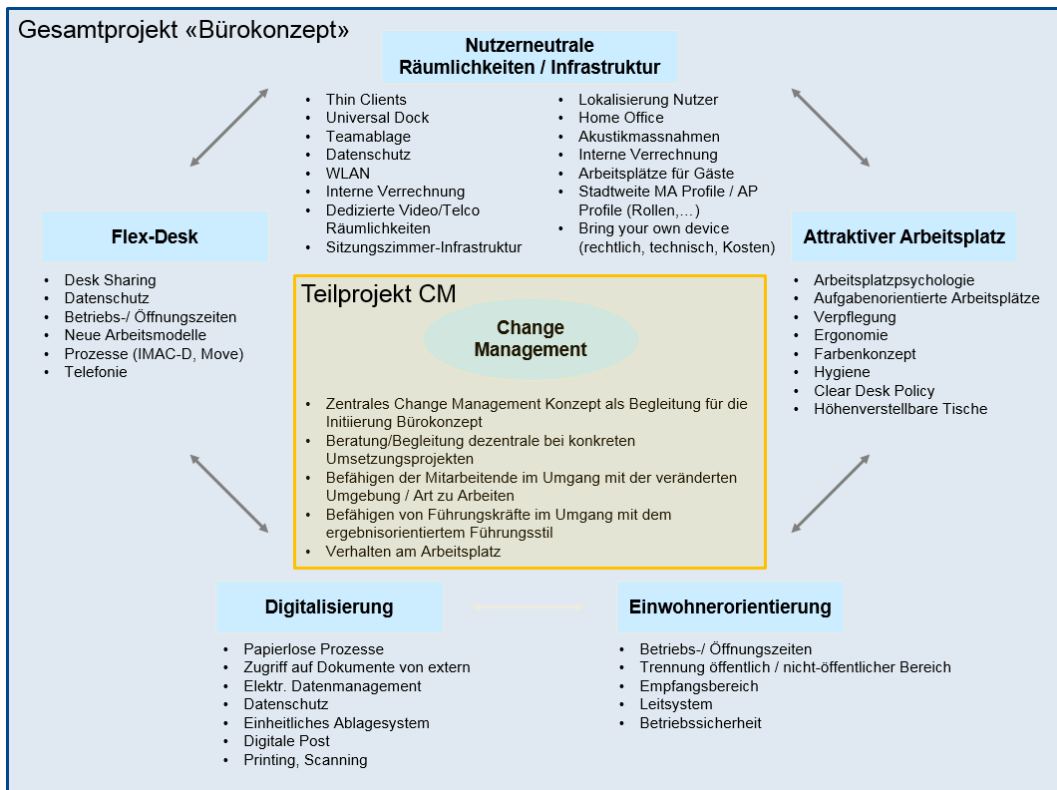 Gesamtprojekt «Bürokonzept»
Nutzerneutrale
Räumlichkeiten / Infrastruktur
• Thin Clients
• Universal Dock
• Teamablage
• Datenschutz
• WLAN
• Interne Verrechnung
• Dedizierte Video/Telco
Räumlichkeiten
• Sitzungszimmer-Infrastruktur
• Lokalisierung Nutzer
• Home Office
• Akustikmassnahmen
• Interne Verrechnung
• Arbeitsplätze für Gäste
• Stadtweite MA Profile / AP
Profile (Rollen,…)
• Bring your own device
(rechtlich, technisch, Kosten)
Flex-Desk
• Desk Sharing
• Datenschutz
• Betriebs-/ Öffnungszeiten
• Neue Arbeitsmodelle
• Prozesse (IMAC-D, Move)
• Telefonie
Attraktiver Arbeitsplatz
• Arbeitsplatzpsychologie
• Aufgabenorientierte Arbeitsplätze
• Verpflegung
• Ergonomie
• Farbenkonzept
• Hygiene
• Clear Desk Policy
• Höhenverstellbare Tische
Teilprojekt CM
Change
Management
• Zentrales Change Management Konzept als Begleitung für die
Initiierung Bürokonzept
• Beratung/Begleitung dezentrale bei konkreten
Umsetzungsprojekten
• Befähigen der Mitarbeitende im Umgang mit der veränderten
Umgebung / Art zu Arbeiten
• Befähigen von Führungskräfte im Umgang mit dem
ergebnisorientiertem Führungsstil
• Verhalten am Arbeitsplatz
Digitalisierung
• Papierlose Prozesse
• Zugriff auf Dokumente von extern
• Elektr. Datenmanagement
• Datenschutz
• Einheitliches Ablagesystem
• Digitale Post
• Printing, Scanning
Einwohnerorientierung
• Betriebs-/ Öffnungszeiten
• Trennung öffentlich / nicht-öffentlicher Bereich
• Empfangsbereich
• Leitsystem
• Betriebssicherheit